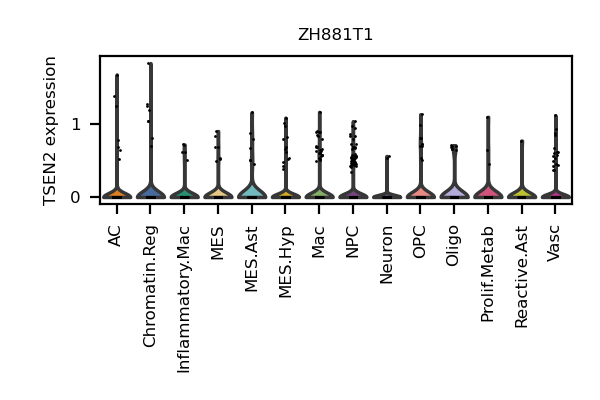 ZH881T1
TSEN2 expression
1
0
AC
Chromatin.Reg
Inflammatory.Mac
MES
MES.Ast
MES.Hyp
Mac
NPC
Neuron
OPC
Oligo
Prolif.Metab
Reactive.Ast
Vasc